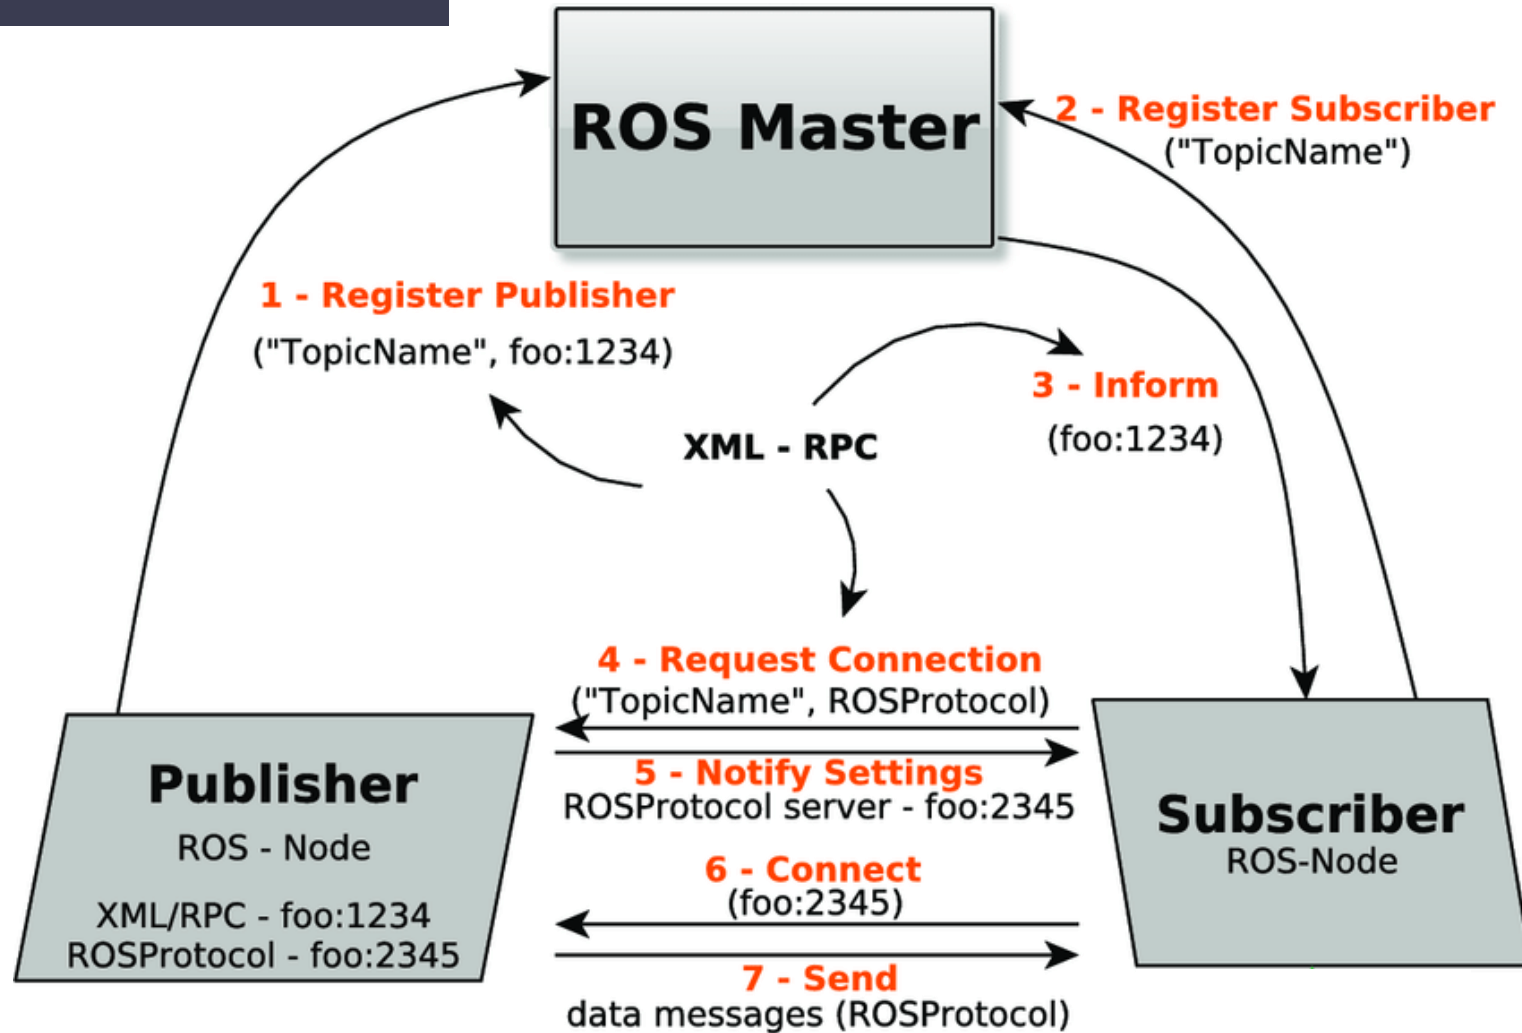 ROS Master
2 - Register Subscriber
("TopicName")
1 - Register Publisher
("TopicName", foo:1234)
3 - Inform
(foo:1234)
XML - RPC
4 - Request Connection
("TopicName", ROSProtocol)
5 - Notify Settings
ROSProtocol server - foo:2345
Publisher
ROS - Node
XML/RPC - foo:1234
ROSProtocol - foo:2345
Subscriber
ROS-Node
6 - Connect
(foo:2345)
7 - Send
data messages (ROSProtocol)